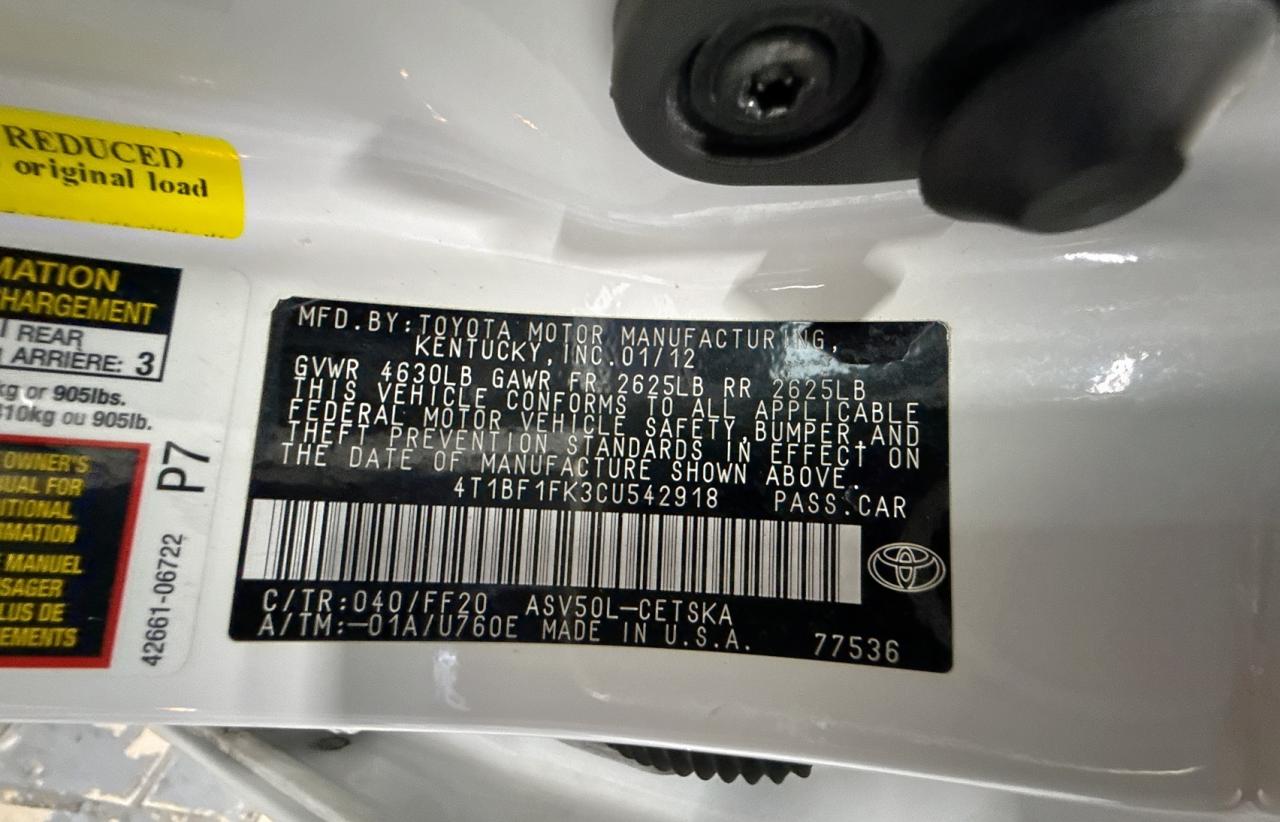 REDUCED
original load
MATION
CHARGEMENT
REAR
ARRIÈRE: 3
kg or 905lbs.
810kg ou 905lb.
OWNER'S
UAL FOR
ITIONAL
RMATION
MANUEL
SAGER
LUS DE
EMENTS
P7
42661-06722
MFD.BY:TOYOTA MOTOR MANUFACTURING,
KENTUCKY,INC.01/12
GVWR 4630LB GAWR FR 2625LB RR 2625LB
THIS VEHICLE CONFORMS TO ALL APPLICABLE
FEDERAL MOTOR VEHICLE SAFETY,BUMPER,AND
THEFT PREVENTION STANDARDS IN EFFECT ON
THE DATE OF MANUFACTURE SHOWN ABOVE.
4T1BF1FK3CU542918 PASS.CAR
C/TR:040/FF20 ASV50L-CETSKA
A/TM:-01A/U760E MADE IN U.S.A. 77536